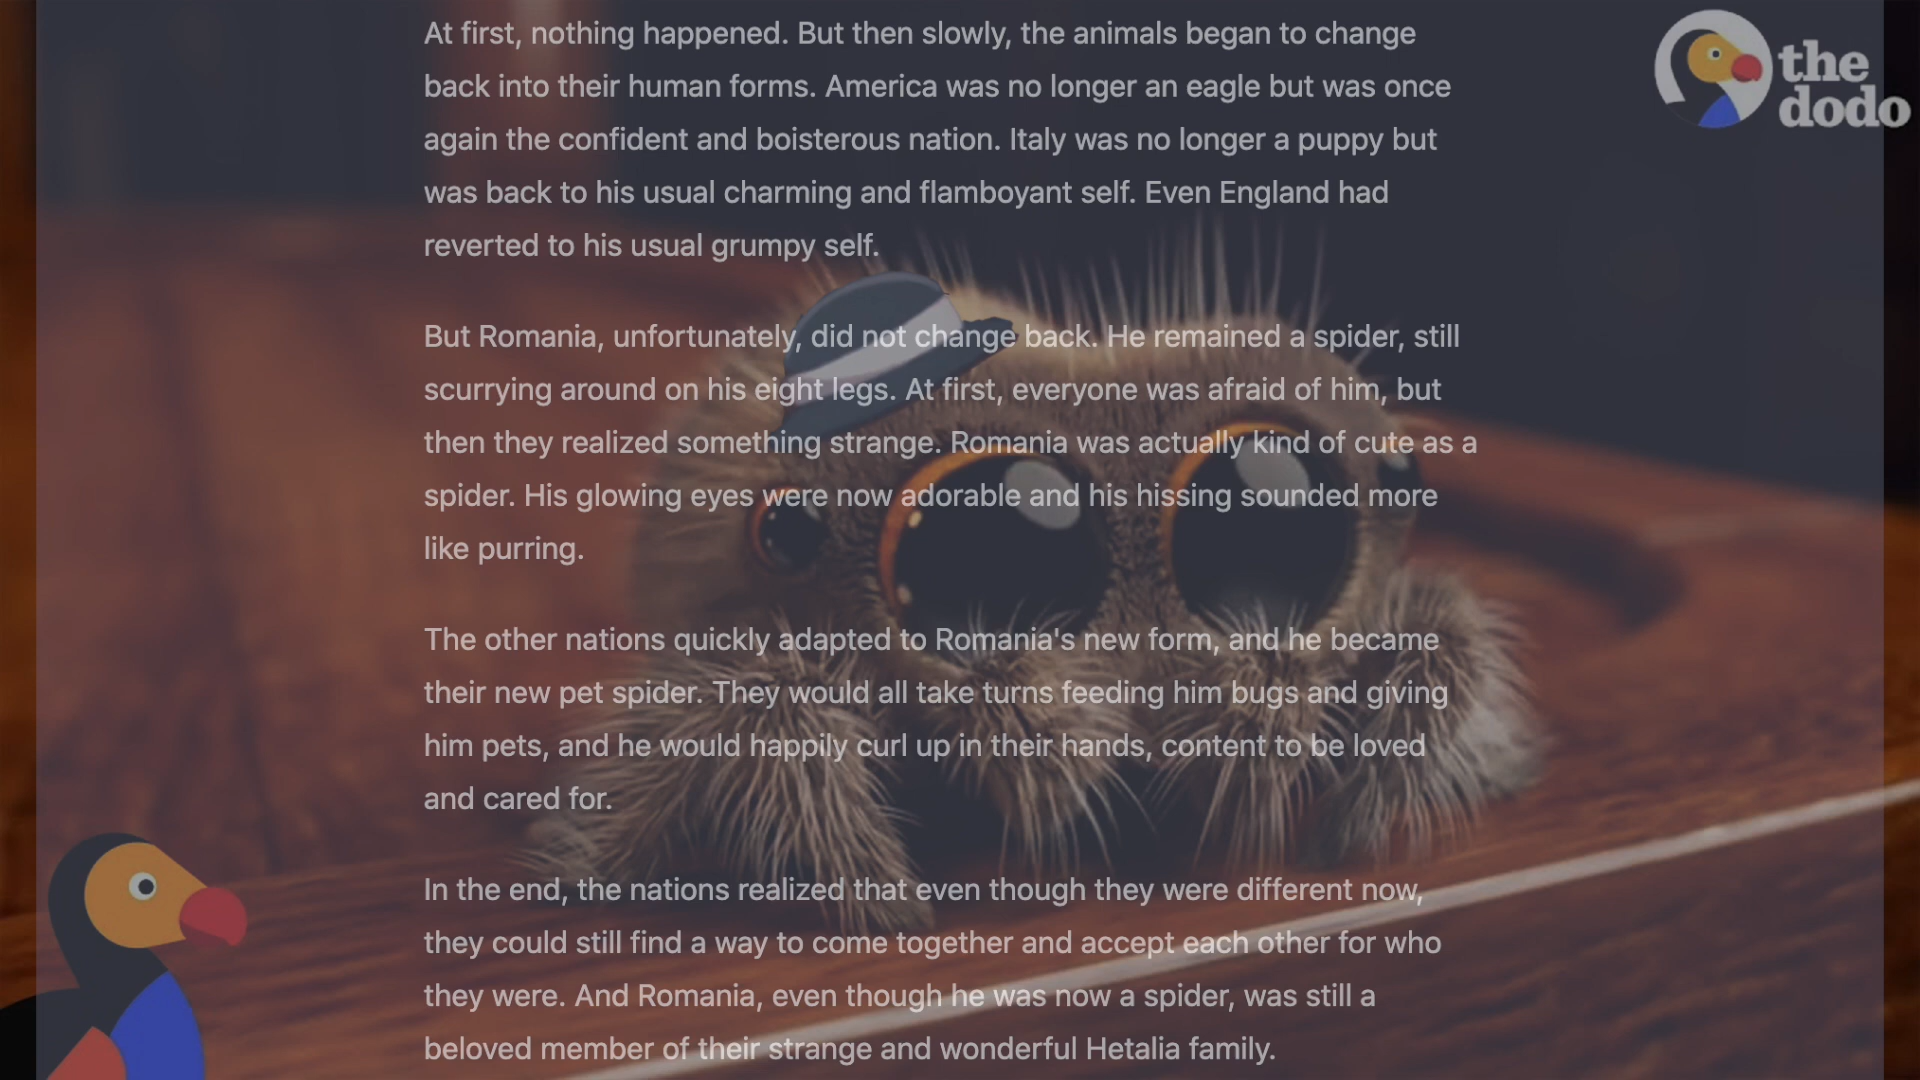 At first, nothing happened. But then slowly, the animals began to change
back into their human forms. America was no longer an eagle but was once
again the confident and boisterous nation. Italy was no longer a puppy but
was back to his usual charming and flamboyant self. Even England had
reverted to his usual grumpy self.
But Romania, unfortunately, did not change back. He remained a spider, still
scurrying around on his eight legs. At first, everyone was afraid of him, but
then they realized something strange. Romania was actually kind of cute as a
spider. His glowing eyes were now adorable and his hissing sounded more
like purring.
The other nations quickly adapted to Romania's new form, and he became
their new pet spider. They would all take turns feeding him bugs and giving
him pets, and he would happily curl up in their hands, content to be loved
and cared for.
In the end, the nations realized that even though they were different now,
they could still find a way to come together and accept each other for who
they were. And Romania, even though he was now a spider, was still a
beloved member of their strange and wonderful Hetalia family.
the
dodo